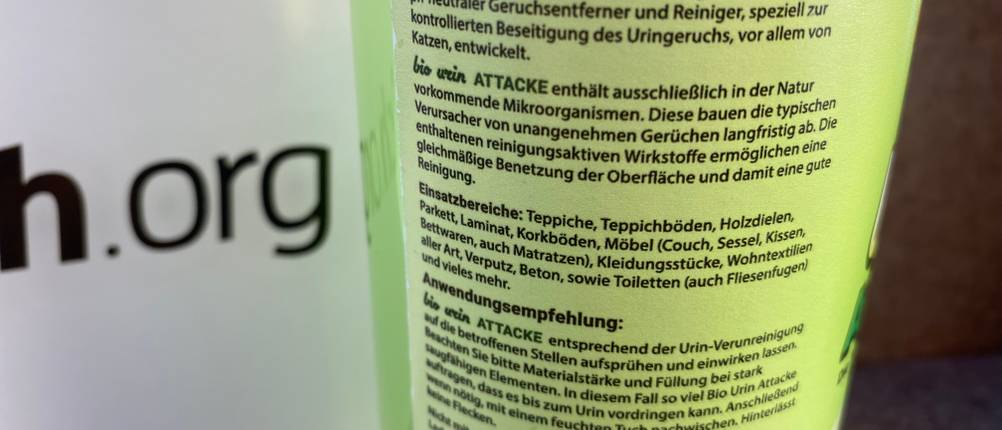 h.org
neutraler Geruchsentferner und Reiniger, speziell zur
kontrollierten Beseitigung des Uringeruchs, vor allem von
Katzen, entwickelt.
bio urin ATTACKE enthält ausschließlich in der Natur
vorkommende Mikroorganismen. Diese bauen die typischen
Verursacher von unangenehmen Gerüchen langfristig ab. Die
enthaltenen reinigungsaktiven Wirkstoffe ermöglichen eine
gleichmäßige Benetzung der Oberfläche und damit eine gute
Reinigung.
Einsatzbereiche: Teppiche, Teppichböden, Holzdielen,
Parkett, Laminat, Korkböden, Möbel (Couch, Sessel, Kissen,
Bettwaren, auch Matratzen), Kleidungsstücke, Wohntextilien
aller Art, Verputz, Beton, sowie Toiletten (auch Fliesenfugen)
und vieles mehr.
Anwendungsempfehlung:
bio urin ATTACKE entsprechend der Urin-Verunreinigung
auf die betroffenen Stellen aufsprühen und einwirken lassen.
Beachten Sie bitte Materialstärke und Füllung bei stark
saugfähigen Elementen. In diesem Fall so viel Bio Urin Attacke
auftragen, dass es bis zum Urin vordringen kann. Anschließend
wenn nötig, mit einem feuchten Tuch nachwischen. Hinterlässt
keine Flecken.